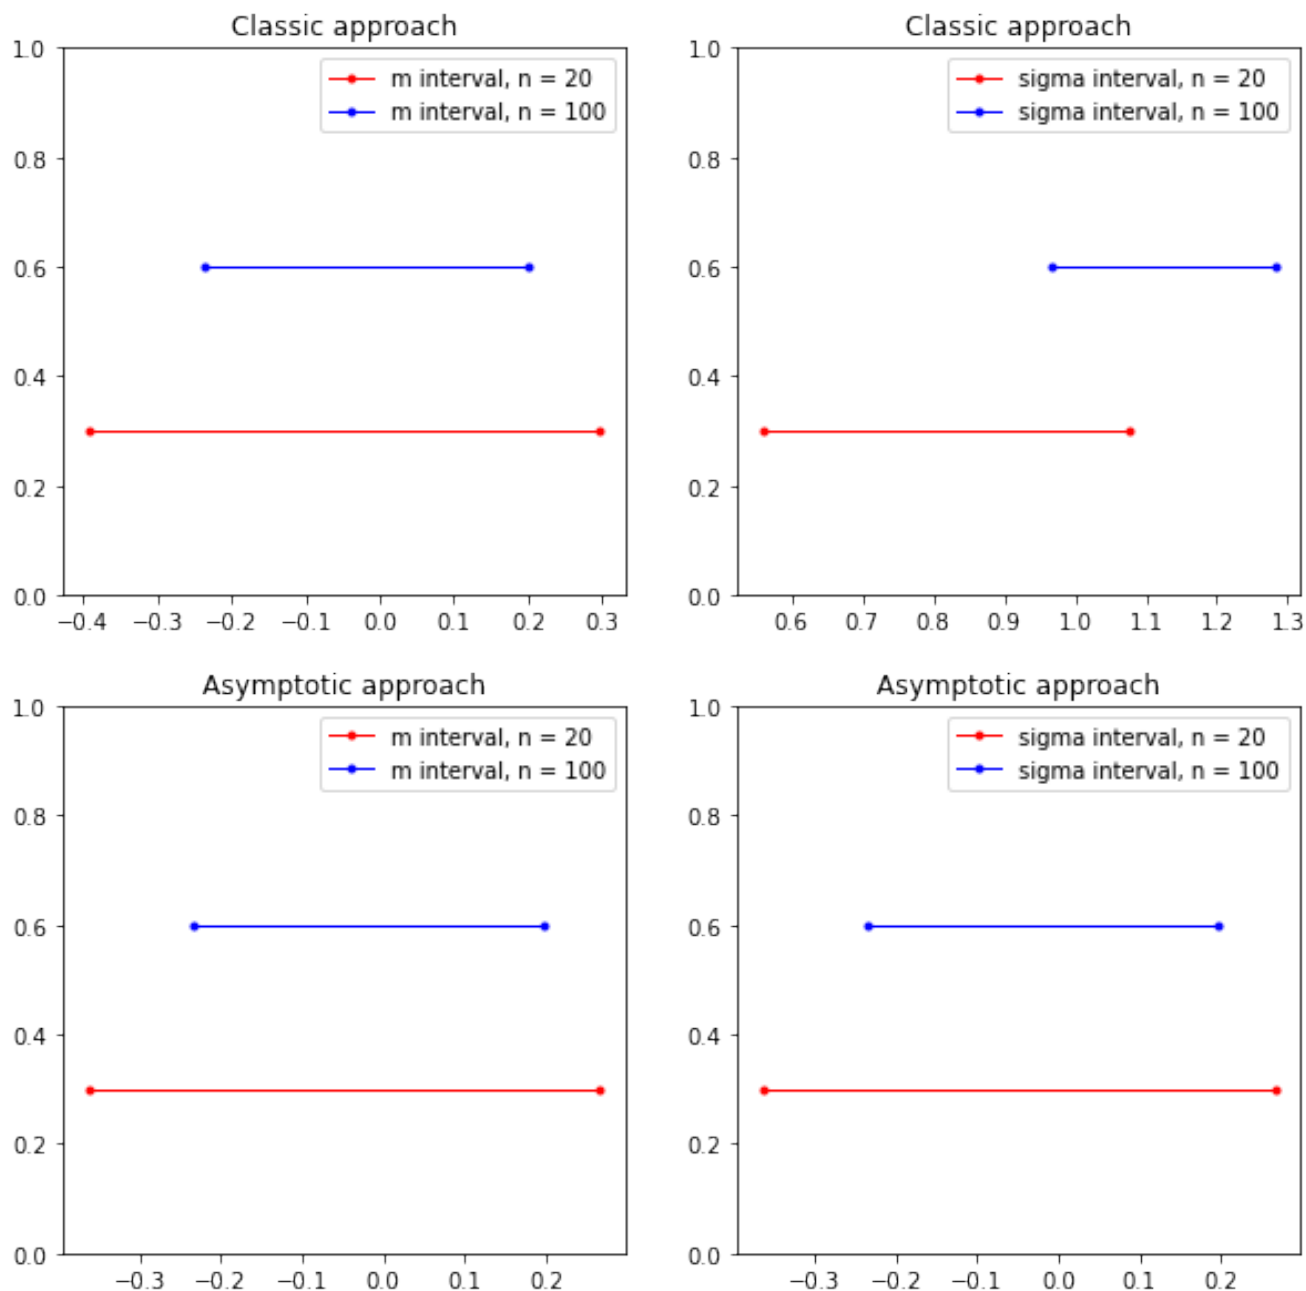 Classic approach
1.0
0.8
0.6
0.4
0.2
0.0
m interval, n = 20
m interval, n = 100
−0.4 −0.3 −0.2 −0.1 0.0 0.1 0.2 0.3
Classic approach
1.0
0.8
0.6
0.4
0.2
0.0
sigma interval, n = 20
sigma interval, n = 100
0.6 0.7 0.8 0.9 1.0 1.1 1.2 1.3
Asymptotic approach
1.0
0.8
0.6
0.4
0.2
0.0
m interval, n = 20
m interval, n = 100
−0.3 −0.2 −0.1 0.0 0.1 0.2
Asymptotic approach
1.0
0.8
0.6
0.4
0.2
0.0
sigma interval, n = 20
sigma interval, n = 100
−0.3 −0.2 −0.1 0.0 0.1 0.2